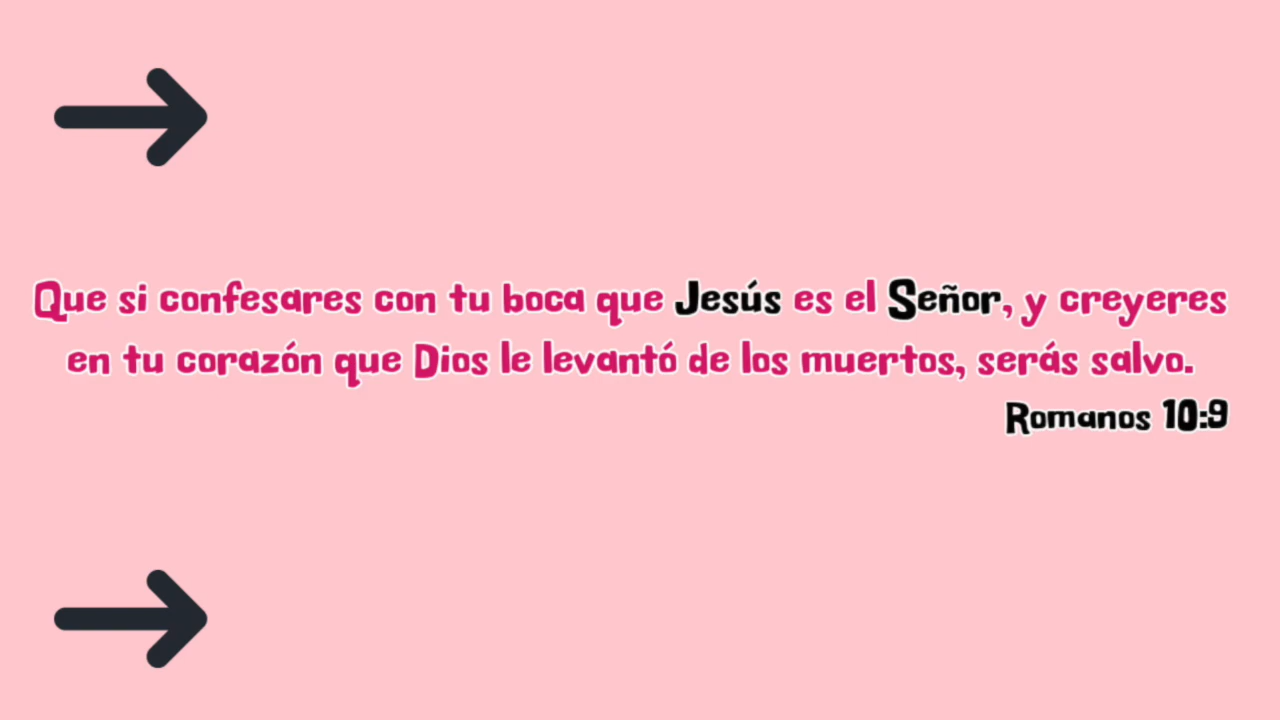 Que si confesares con tu boca que Jesús es el Señor, y creyeres
en tu corazón que Dios le levantó de los muertos, serás salvo.
Romanos 10:9